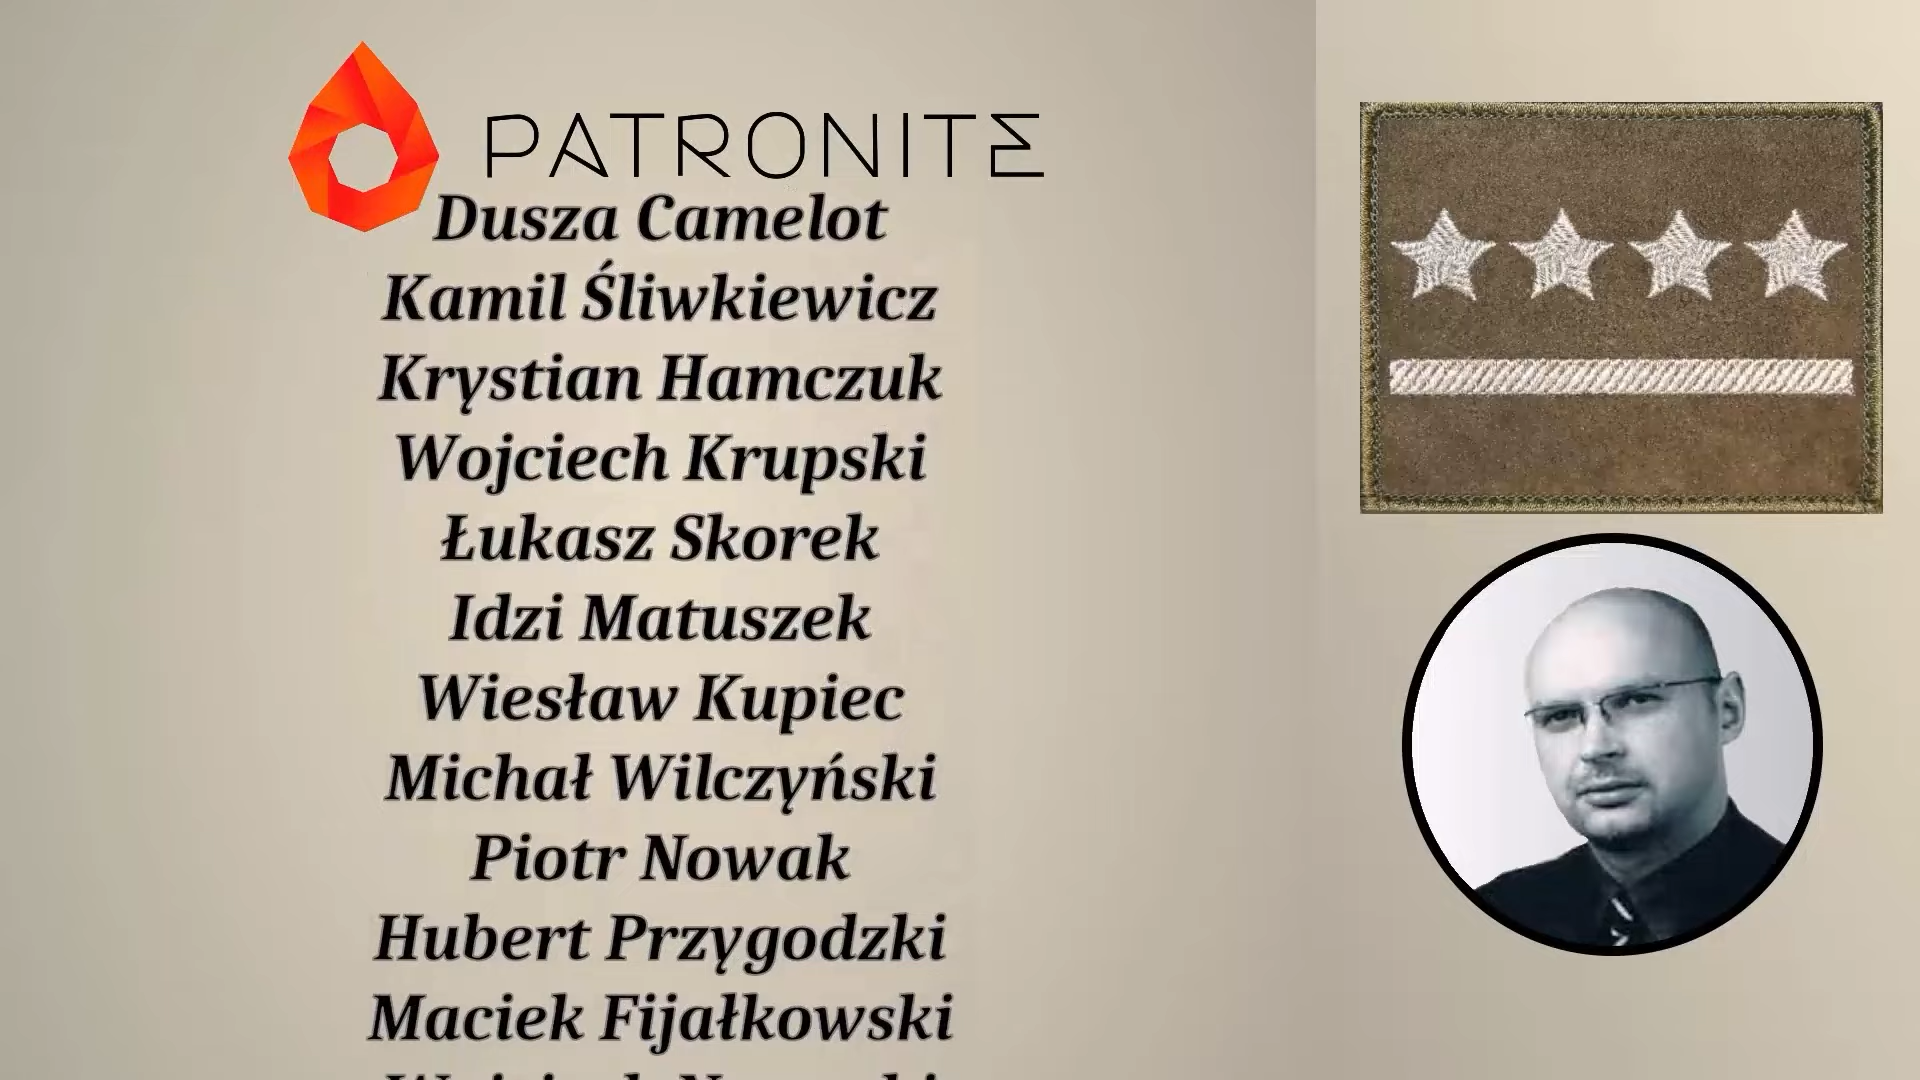 PATRONITE
Dusza Camelot
Kamil Śliwkiewicz
Krystian Hamczuk
Wojciech Krupski
Łukasz Skorek
Idzi Matuszek
Wiesław Kupiec
Michał Wilczyński
Piotr Nowak
Hubert Przygodzki
Maciek Fijałkowski